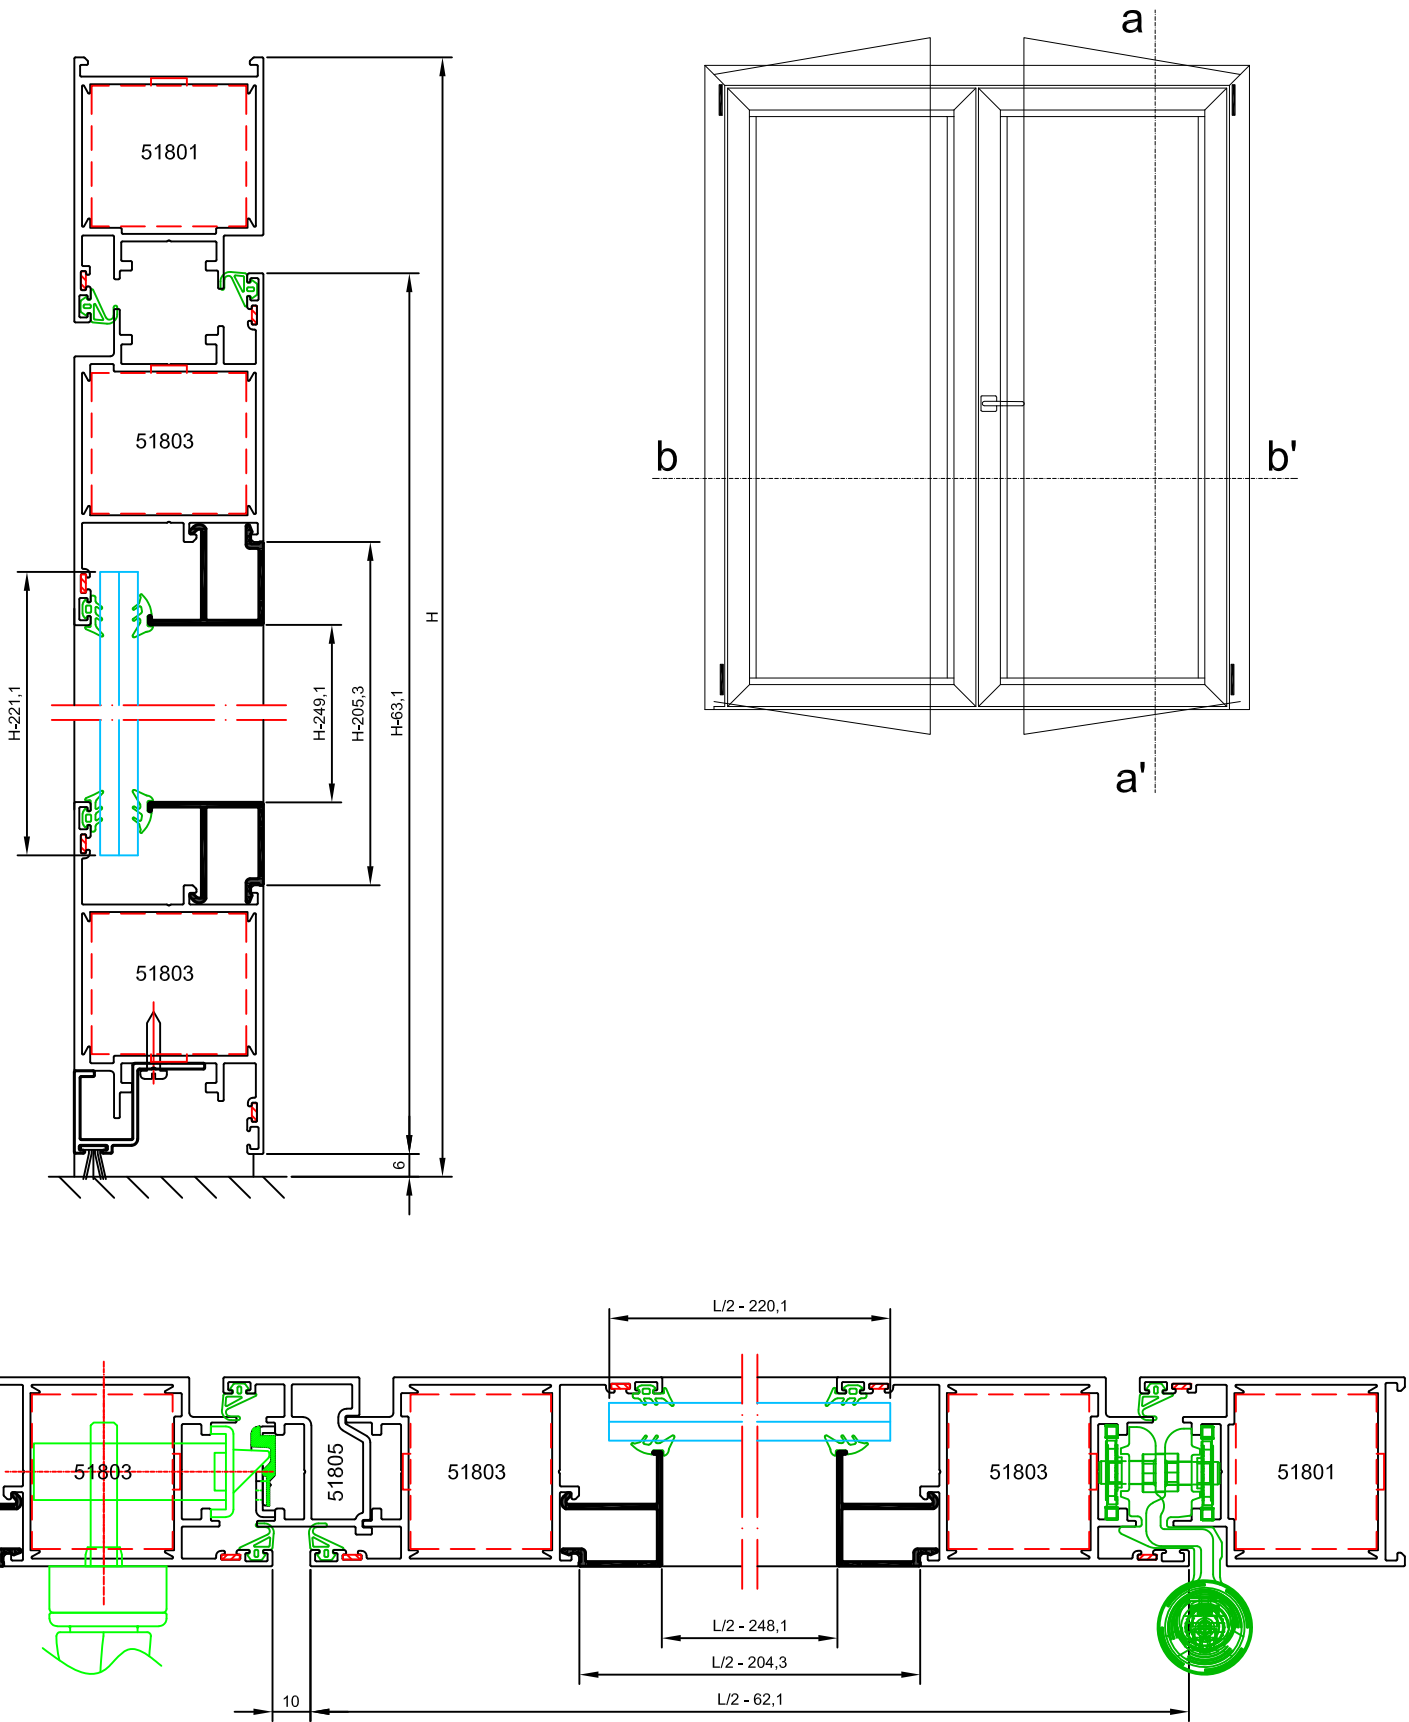 a
51801
51803
b
b'
H
H-221,1
H-249,1
H-205,3
H-63,1
a'
51803
6
L/2 - 220,1
51803
51805
51803
51803
51801
L/2 - 248,1
L/2 - 204,3
10
L/2 - 62,1